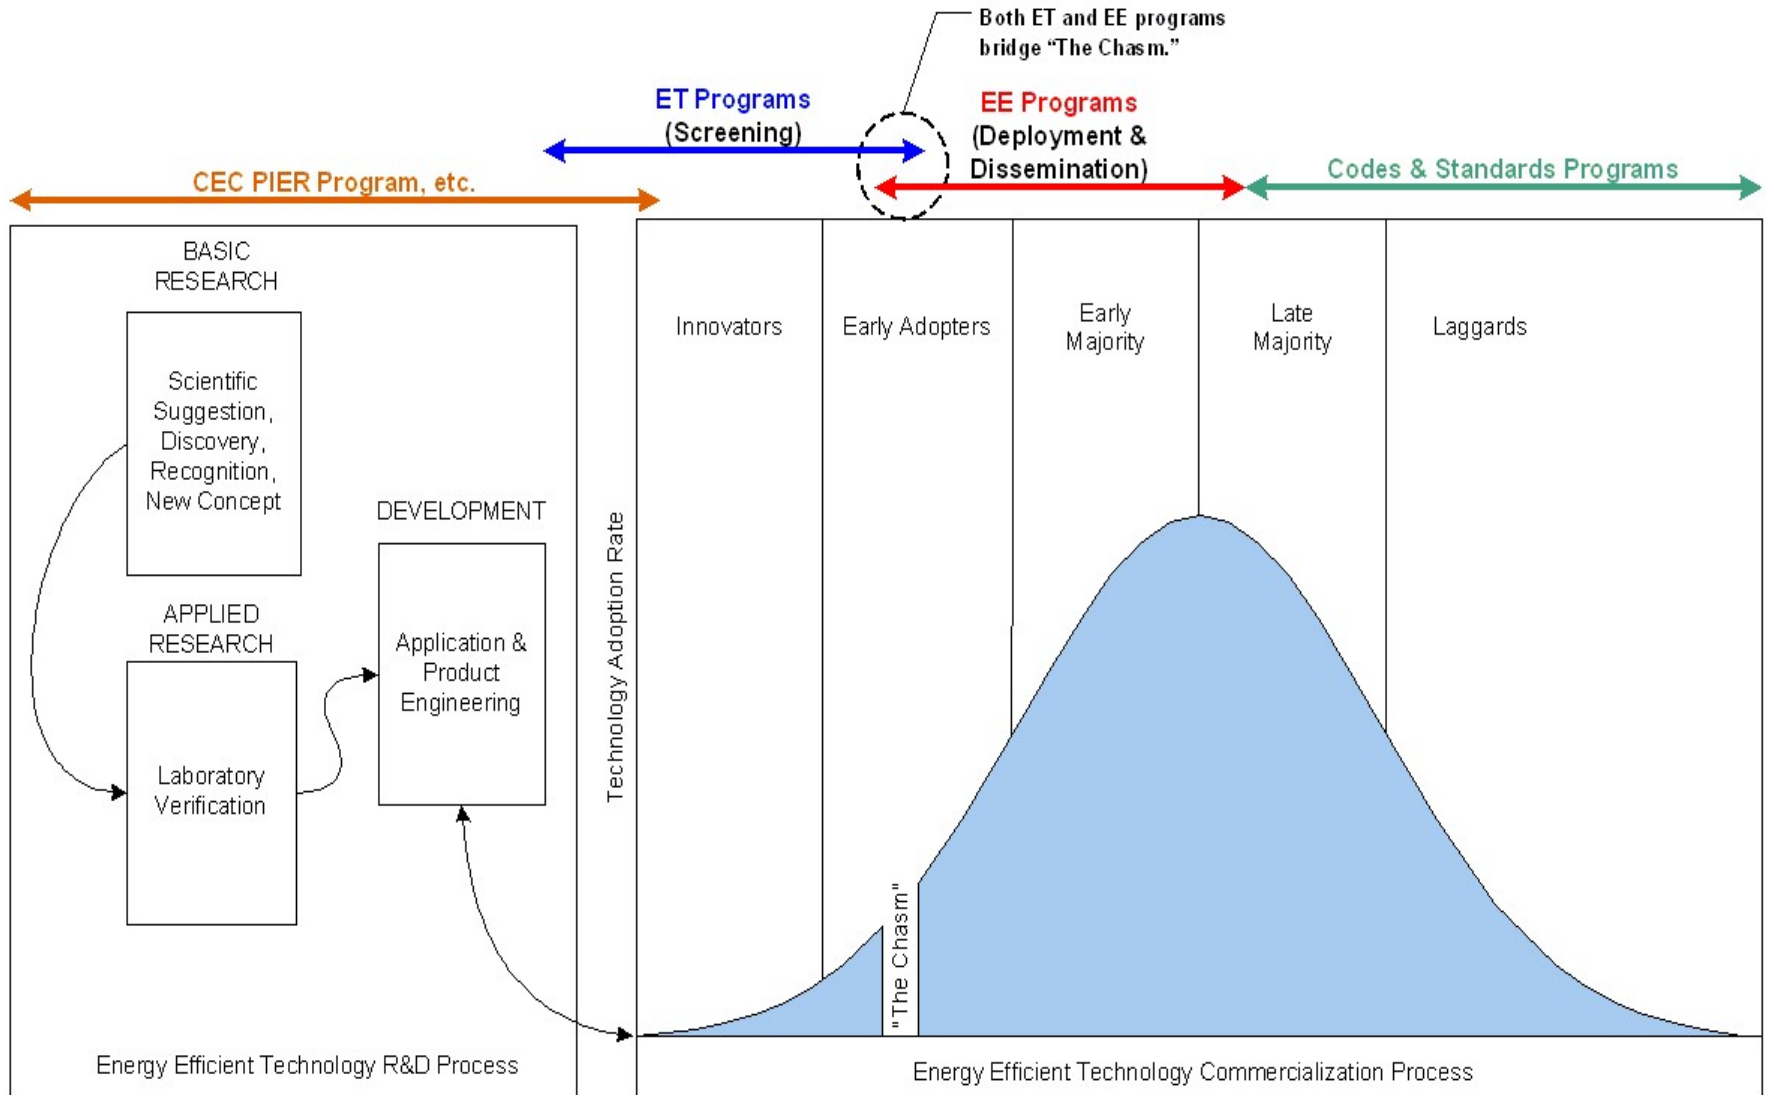 Both ET and EE programs
bridge “The Chasm.”
ET Programs
(Screening)
EE Programs
(Deployment &
Dissemination)
CEC PIER Program, etc.
Codes & Standards Programs
BASIC
RESEARCH
Scientific
Suggestion,
Discovery,
Recognition,
New Concept
APPLIED
RESEARCH
Laboratory
Verification
DEVELOPMENT
Application &
Product
Engineering
Energy Efficient Technology R&D Process
Technology Adoption Rate
Innovators
Early Adopters
Early
Majority
Late
Majority
Laggards
"The Chasm"
Energy Efficient Technology Commercialization Process